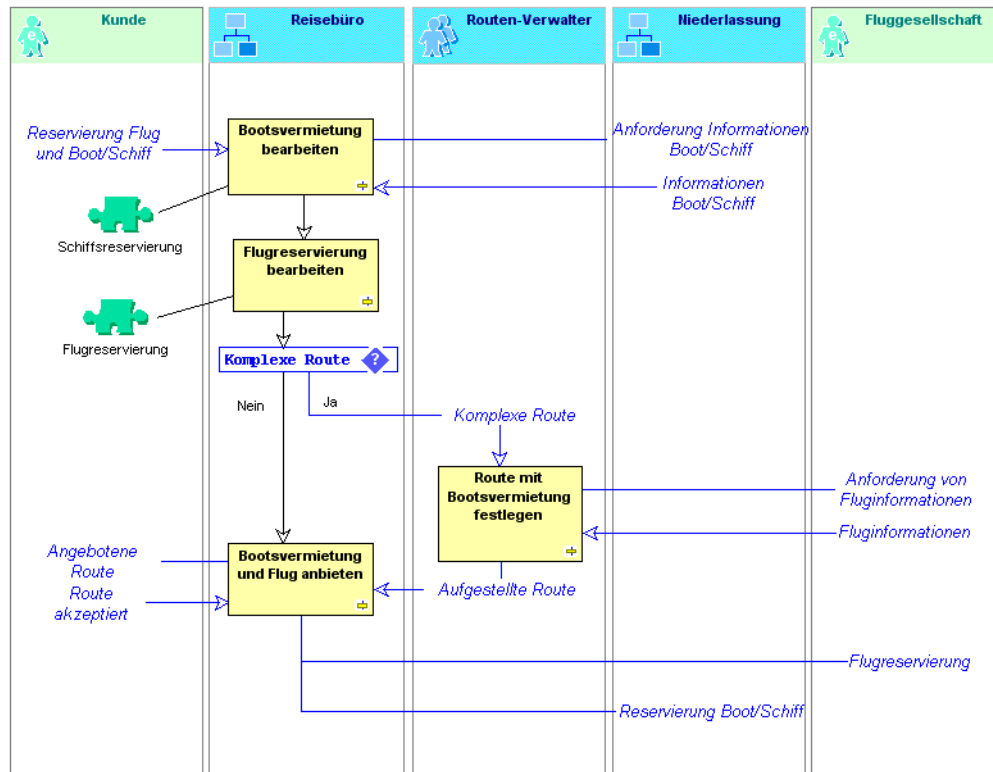 Kunde
Reisebüro
Routen-Verwalter
Niederlassung
Fluggesellschaft
Reservierung Flug
und Boot/Schiff
Bootsvermietung
bearbeiten
Anforderung Informationen
Boot/Schiff
Informationen
Boot/Schiff
Schiffsreservierung
Flugreservierung
bearbeiten
Flugreservierung
Komplexe Route
?
Nein
Ja
Komplexe Route
Route mit
Bootsvermietung
festlegen
Anforderung von
Fluginformationen
Fluginformationen
Angebotene
Route
Route
akzeptiert
Bootsvermietung
und Flug anbieten
Aufgestellte Route
Flugreservierung
Reservierung Boot/Schiff